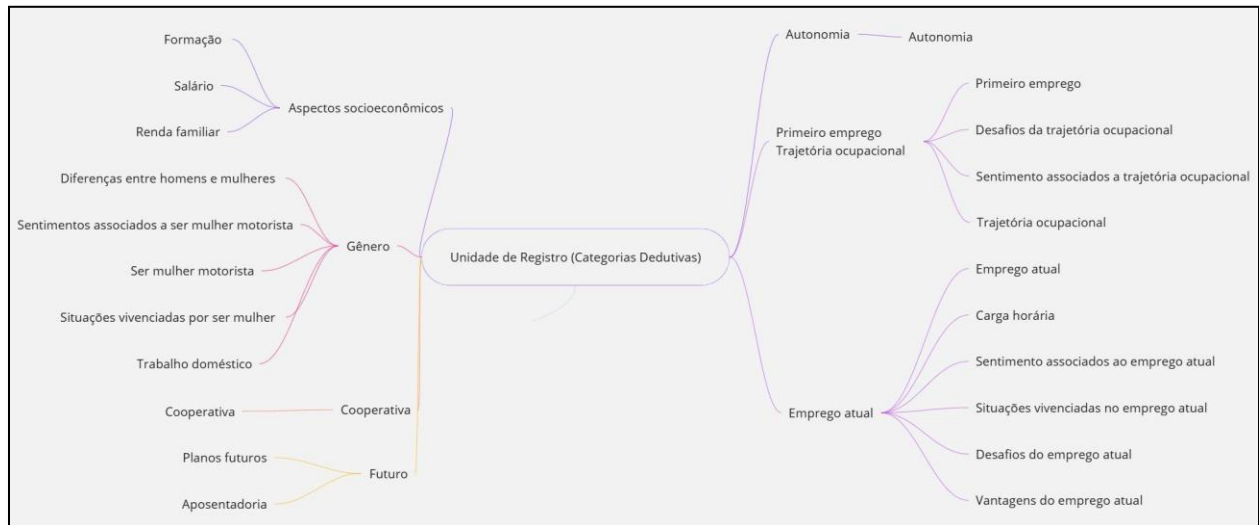 Formação
Salário
Renda familiar
Aspectos socioeconômicos
Diferenças entre homens e mulheres
Sentimentos associados a ser mulher motorista
Ser mulher motorista
Situações vivenciadas por ser mulher
Trabalho doméstico
Gênero
Cooperativa
Cooperativa
Planos futuros
Aposentadoria
Futuro
Unidade de Registro (Categorias Dedutivas)
Autonomia
Autonomia
Primeiro emprego
Trajetória ocupacional
Primeiro emprego
Desafios da trajetória ocupacional
Sentimento associados a trajetória ocupacional
Trajetória ocupacional
Emprego atual
Emprego atual
Carga horária
Sentimento associados ao emprego atual
Situações vivenciadas no emprego atual
Desafios do emprego atual
Vantagens do emprego atual